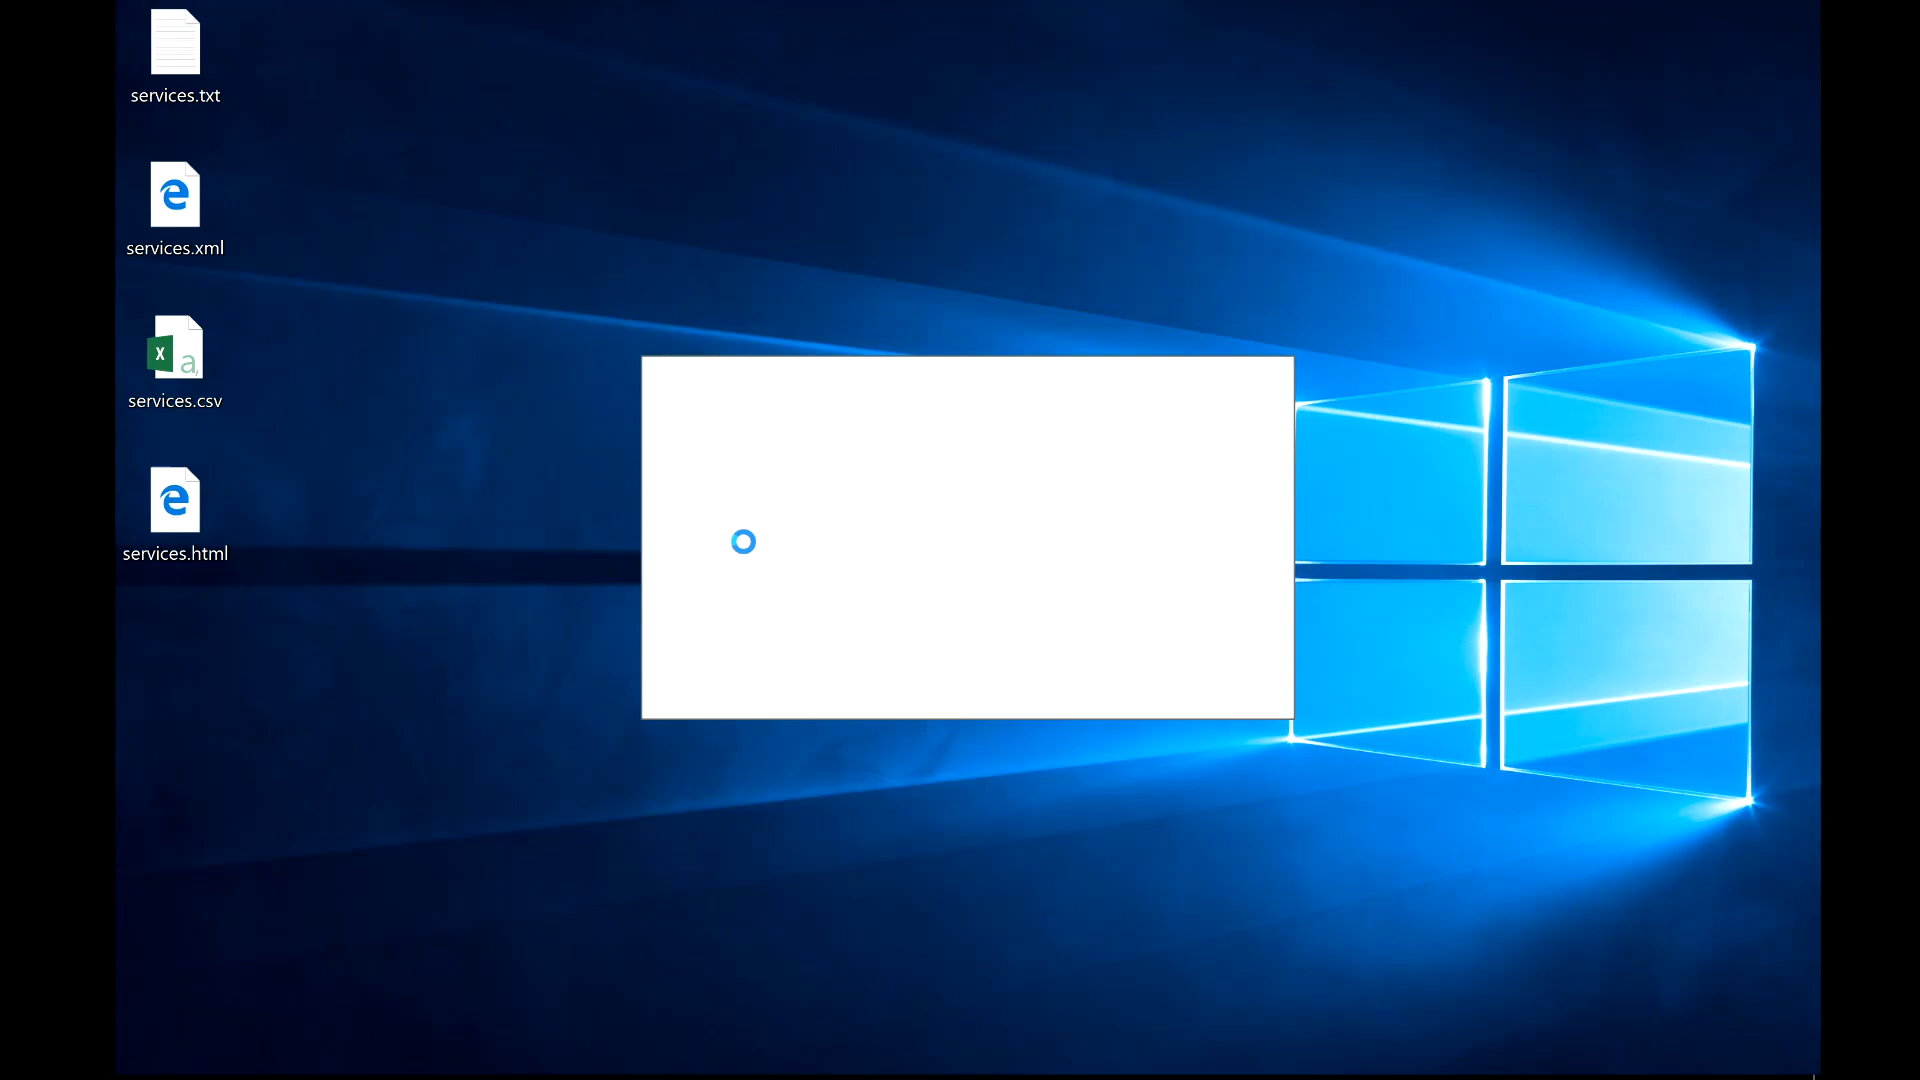 services.txt
services.xml
X a,
services.csv
services.html